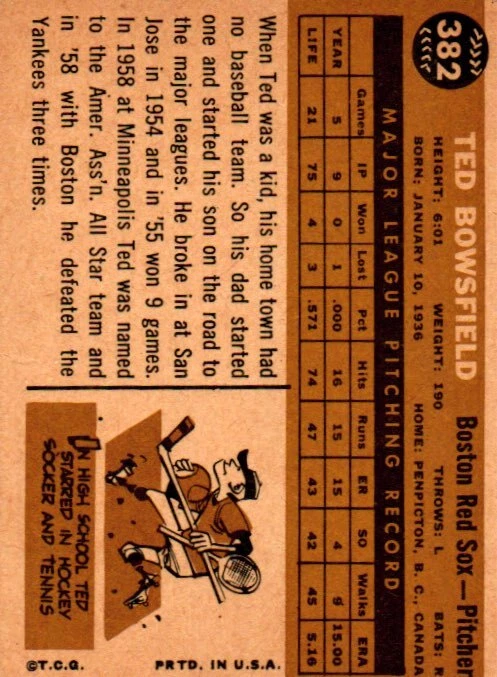 382
TED BOWSFIELD Boston Red Sox—Pitcher
HEIGHT: 6:01 WEIGHT: 190 THROWS: L BATS: R
BORN: JANUARY 10, 1936 HOME: PENPICTON, B. C., CANADA
MAJOR LEAGUE PITCHING RECORD
Games IP Won Lost Pct Hits Runs ER SO Walks ERA
YEAR 5 9 0 1 .000 16 15 15 4 9 15.00
LIFE 21 75 4 3 .571 74 47 43 42 45 5.16
When Ted was a kid, his home town had
no baseball team. So his dad started
one and started his son on the road to
the major leagues. He broke in at San
Jose in 1954 and in '55 won 9 games.
In 1958 at Minneapolis Ted was named
to the Amer. Ass'n. All Star team and
in '58 with Boston he defeated the
Yankees three times.
IN HIGH SCHOOL TED
STARRED IN HOCKEY
SOCKER AND TENNIS
©T.C.G. PRTD. IN U.S.A.